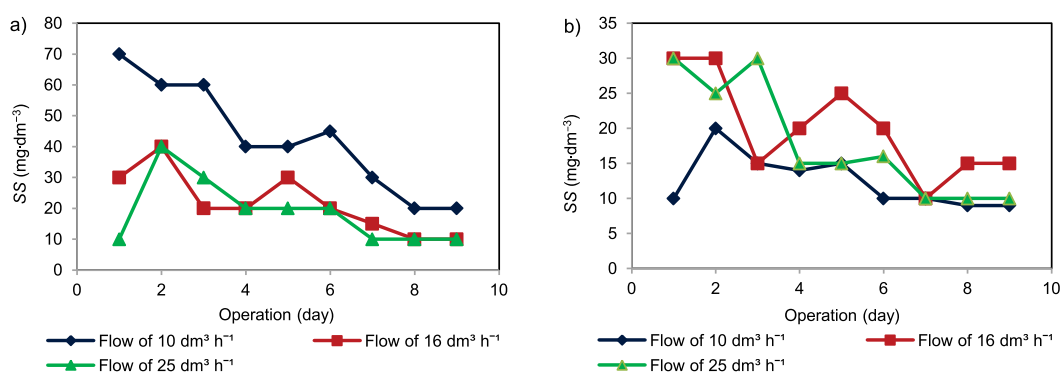 a)
SS (mg·dm⁻³)
80
70
60
50
40
30
20
10
0
0 2 4 6 8 10
Operation (day)
Flow of 10 dm³ h⁻¹ Flow of 16 dm³ h⁻¹
Flow of 25 dm³ h⁻¹
b)
SS (mg·dm⁻³)
35
30
25
20
15
10
5
0
0 2 4 6 8 10
Operation (day)
Flow of 10 dm³ h⁻¹ Flow of 16 dm³ h⁻¹
Flow of 25 dm³ h⁻¹